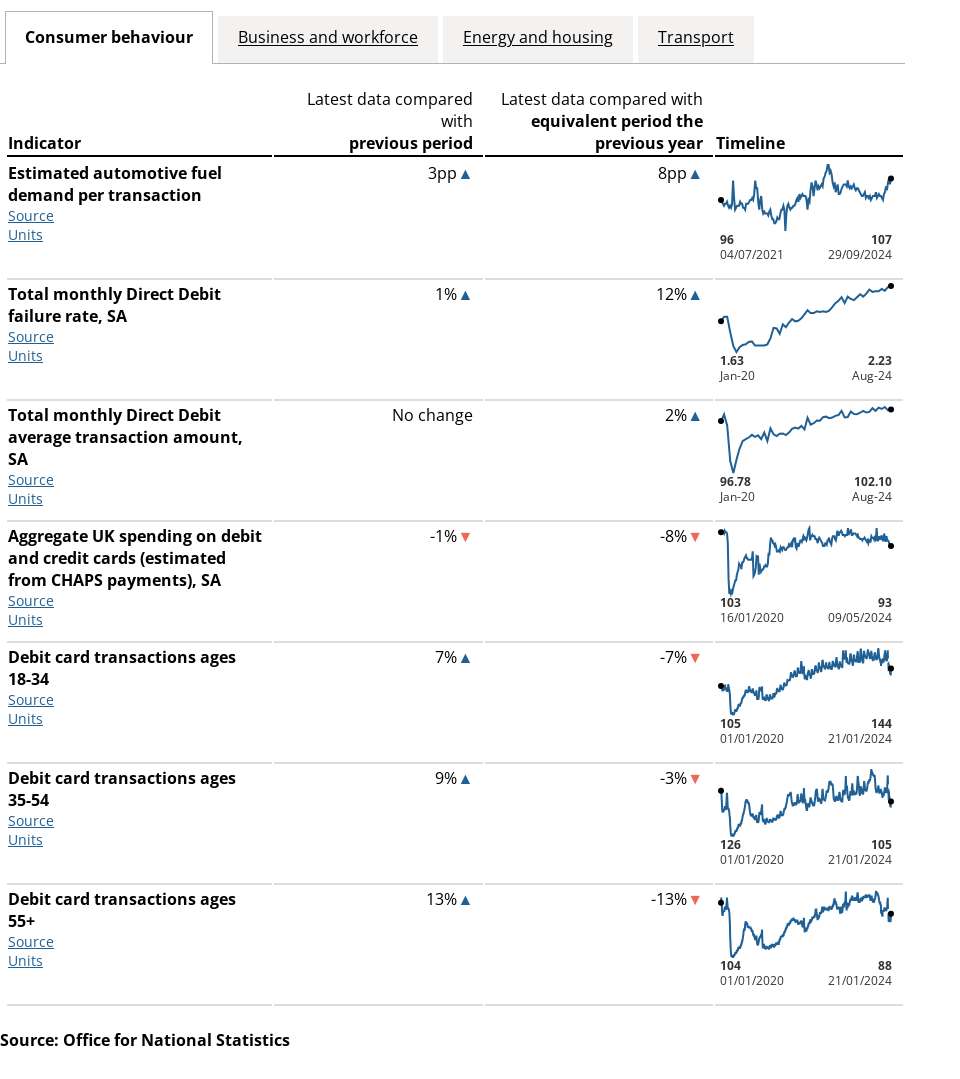 Consumer behaviour
Business and workforce
Energy and housing
Transport
Indicator
Latest data compared
with
previous period
Latest data compared with
equivalent period the
previous year
Timeline
Estimated automotive fuel
demand per transaction
Source
Units
3pp▲
8pp▲
96 107
04/07/2021 29/09/2024
Total monthly Direct Debit
failure rate, SA
Source
Units
1%▲
12%▲
1.63 2.23
Jan-20 Aug-24
Total monthly Direct Debit
average transaction amount,
SA
Source
Units
No change
2%▲
96.78 102.10
Jan-20 Aug-24
Aggregate UK spending on debit
and credit cards (estimated
from CHAPS payments), SA
Source
Units
-1%▼
-8%▼
103 93
16/01/2020 09/05/2024
Debit card transactions ages
18-34
Source
Units
7%▲
-7%▼
105 144
01/01/2020 21/01/2024
Debit card transactions ages
35-54
Source
Units
9%▲
-3%▼
126 105
01/01/2020 21/01/2024
Debit card transactions ages
55+
Source
Units
13%▲
-13%▼
104 88
01/01/2020 21/01/2024
Source: Office for National Statistics